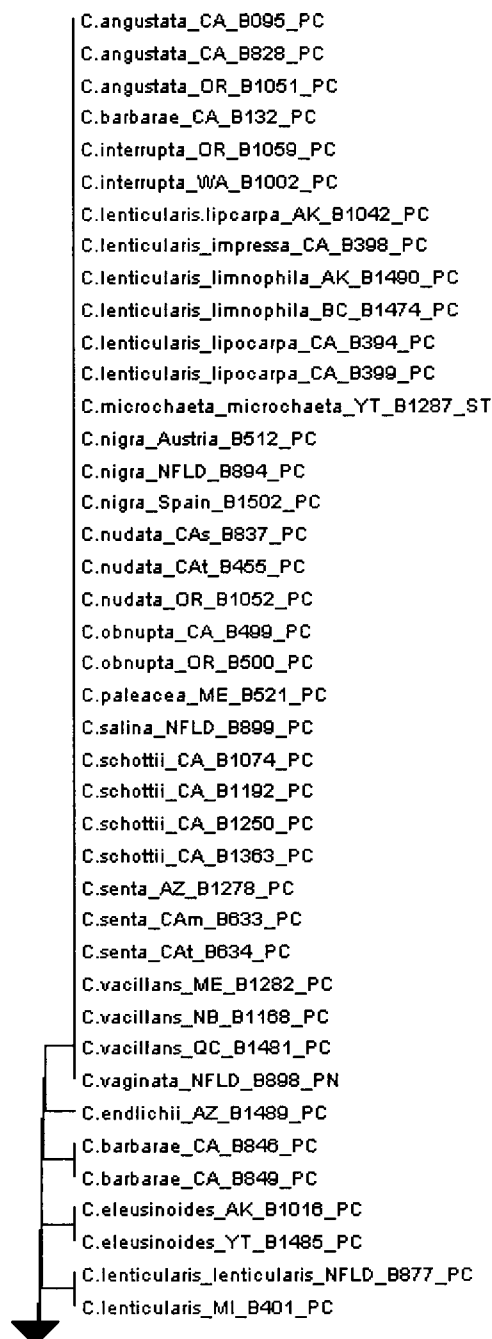 C.angustata_CA_B095_PC
C.angustata_CA_B828_PC
C.angustata_OR_B1051_PC
C.barbarae_CA_B132_PC
C.interrupta_OR_B1059_PC
C.interrupta_WA_B1002_PC
C.lenticularis.lipcarpa_AK_B1042_PC
C.lenticularis_impressa_CA_B398_PC
C.lenticularis_limnophila_AK_B1490_PC
C.lenticularis_limnophila_BC_B1474_PC
C.lenticularis_lipocarpa_CA_B394_PC
C.lenticularis_lipocarpa_CA_B399_PC
C.microchaeta_microchaeta_YT_B1287_ST
C.nigra_Austria_B512_PC
C.nigra_NFLD_B894_PC
C.nigra_Spain_B1502_PC
C.nudata_CAs_B837_PC
C.nudata_CAt_B455_PC
C.nudata_OR_B1052_PC
C.obnupta_CA_B499_PC
C.obnupta_OR_B500_PC
C.paleacea_ME_B521_PC
C.salina_NFLD_B899_PC
C.schottii_CA_B1074_PC
C.schottii_CA_B1192_PC
C.schottii_CA_B1250_PC
C.schottii_CA_B1363_PC
C.senta_AZ_B1278_PC
C.senta_CAm_B633_PC
C.senta_CAt_B634_PC
C.vacillans_ME_B1282_PC
C.vacillans_NB_B1168_PC
C.vacillans_QC_B1481_PC
C.vaginata_NFLD_B898_PN
C.endlichii_AZ_B1489_PC
C.barbarae_CA_B846_PC
C.barbarae_CA_B849_PC
C.eleusinoides_AK_B1016_PC
C.eleusinoides_YT_B1485_PC
C.lenticularis_lenticularis_NFLD_B877_PC
C.lenticularis_MI_B401_PC